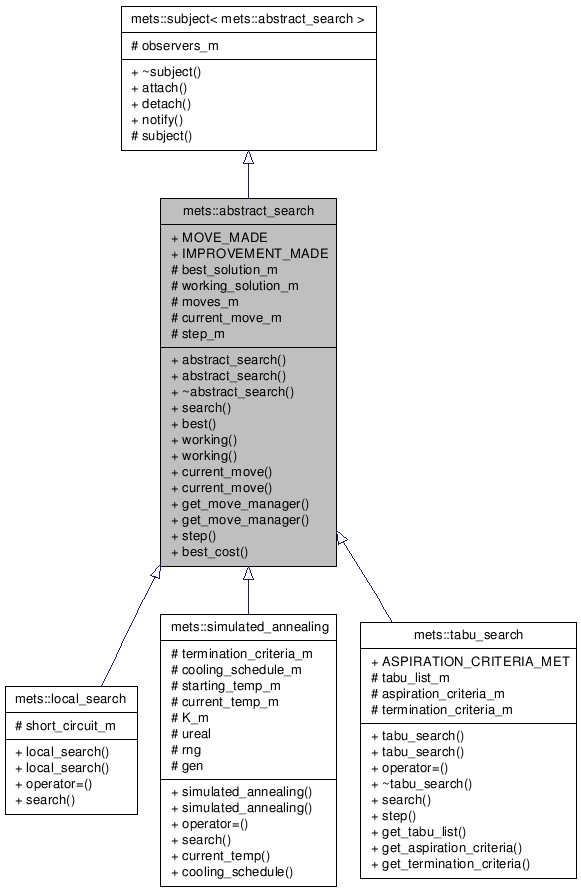 mets::subject< mets::abstract_search >
# observers_m
+ ~subject()
+ attach()
+ detach()
+ notify()
# subject()
mets::abstract_search
+ MOVE_MADE
+ IMPROVEMENT_MADE
# best_solution_m
# working_solution_m
# moves_m
# current_move_m
# step_m
+ abstract_search()
+ abstract_search()
+ ~abstract_search()
+ search()
+ best()
+ working()
+ working()
+ current_move()
+ current_move()
+ get_move_manager()
+ get_move_manager()
+ step()
+ best_cost()
mets::local_search
# short_circuit_m
+ local_search()
+ local_search()
+ operator=()
+ search()
mets::simulated_annealing
# termination_criteria_m
# cooling_schedule_m
# starting_temp_m
# current_temp_m
# K_m
# ureal
# rng
# gen
+ simulated_annealing()
+ simulated_annealing()
+ operator=()
+ search()
+ current_temp()
+ cooling_schedule()
mets::tabu_search
+ ASPIRATION_CRITERIA_MET
# tabu_list_m
# aspiration_criteria_m
# termination_criteria_m
+ tabu_search()
+ tabu_search()
+ operator=()
+ ~tabu_search()
+ search()
+ step()
+ get_tabu_list()
+ get_aspiration_criteria()
+ get_termination_criteria()